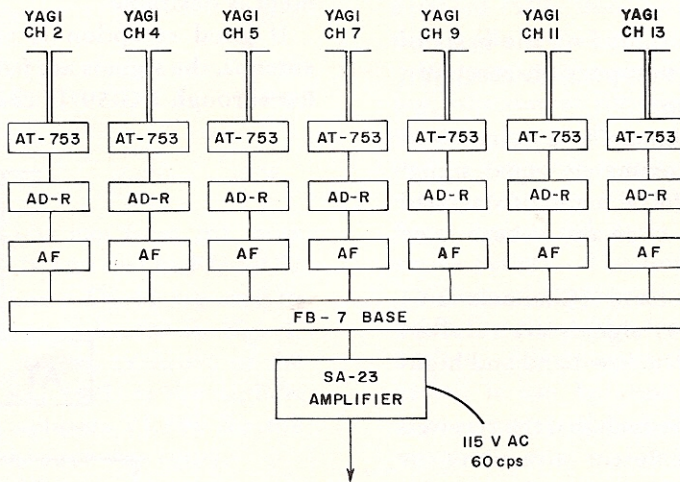 YAGI YAGI YAGI YAGI YAGI YAGI YAGI
CH 2 CH 4 CH 5 CH 7 CH 9 CH 11 CH 13
AT-753 AT-753 AT-753 AT-753 AT-753 AT-753 AT-753
AD-R AD-R AD-R AD-R AD-R AD-R AD-R
AF AF AF AF AF AF AF
FB-7 BASE
SA-23
AMPLIFIER
115 V AC
60 cps